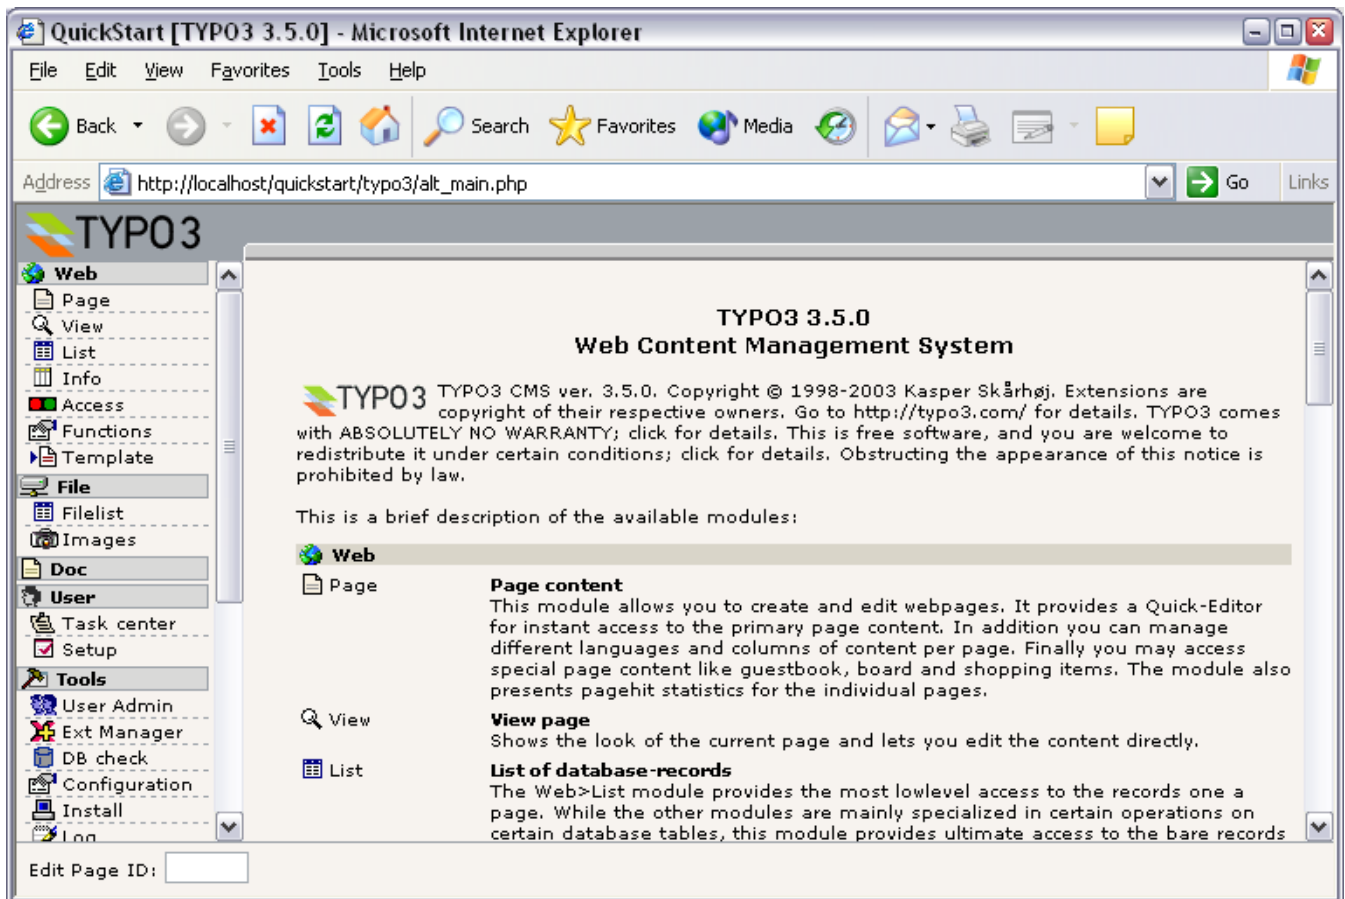 QuickStart [TYPO3 3.5.0] - Microsoft Internet Explorer
File Edit View Favorites Tools Help
Back Search Favorites Media
Address http://localhost/quickstart/typo3/alt_main.php Go Links
TYPO3
Web
Page
View
List
Info
Access
Functions
Template
File
Filelist
Images
Doc
User
Task center
Setup
Tools
User Admin
Ext Manager
DB check
Configuration
Install
Log
TYPO3 3.5.0
Web Content Management System
TYPO3 TYPO3 CMS ver. 3.5.0. Copyright © 1998-2003 Kasper Skårhøj. Extensions are
copyright of their respective owners. Go to http://typo3.com/ for details. TYPO3 comes
with ABSOLUTELY NO WARRANTY; click for details. This is free software, and you are welcome to
redistribute it under certain conditions; click for details. Obstructing the appearance of this notice is
prohibited by law.
This is a brief description of the available modules:
Web
Page Page content
This module allows you to create and edit webpages. It provides a Quick-Editor
for instant access to the primary page content. In addition you can manage
different languages and columns of content per page. Finally you may access
special page content like guestbook, board and shopping items. The module also
presents pagehit statistics for the individual pages.
View View page
Shows the look of the current page and lets you edit the content directly.
List List of database-records
The Web>List module provides the most lowlevel access to the records one a
page. While the other modules are mainly specialized in certain operations on
certain database tables, this module provides ultimate access to the bare records
Edit Page ID: